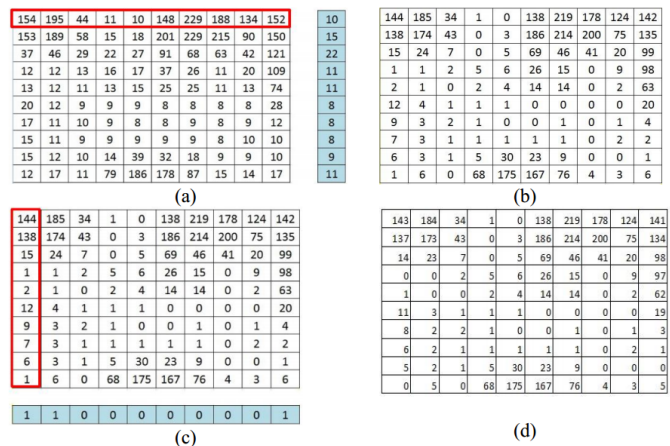 154 195 44 11 10 148 229 188 134 152 10
153 189 58 15 18 201 229 215 90 150 15
37 46 29 22 27 91 68 63 42 121 22
12 12 13 16 17 37 26 11 20 109 11
13 12 11 13 15 25 25 11 13 74 11
20 12 9 9 9 8 8 8 8 28 8
17 11 10 9 8 8 9 8 9 12 8
15 11 9 9 9 9 9 8 10 10 8
15 12 10 14 39 32 18 9 9 10 9
12 17 11 79 186 178 87 15 14 17 11
(a)
144 185 34 1 0 138 219 178 124 142
138 174 43 0 3 186 214 200 75 135
15 24 7 0 5 69 46 41 20 99
1 1 2 5 6 26 15 0 9 98
2 1 0 2 4 14 14 0 2 63
12 4 1 1 1 0 0 0 0 20
9 3 2 1 0 0 1 0 1 4
7 3 1 1 1 1 1 0 2 2
6 3 1 5 30 23 9 0 0 1
1 6 0 68 175 167 76 4 3 6
(b)
144 185 34 1 0 138 219 178 124 142
138 174 43 0 3 186 214 200 75 135
15 24 7 0 5 69 46 41 20 99
1 1 2 5 6 26 15 0 9 98
2 1 0 2 4 14 14 0 2 63
12 4 1 1 1 0 0 0 0 20
9 3 2 1 0 0 1 0 1 4
7 3 1 1 1 1 1 0 2 2
6 3 1 5 30 23 9 0 0 1
1 6 0 68 175 167 76 4 3 6
1 1 0 0 0 0 0 0 0 1
(c)
143 184 34 1 0 138 219 178 124 141
137 173 43 0 3 186 214 200 75 134
14 23 7 0 5 69 46 41 20 98
0 0 2 5 6 26 15 0 9 97
1 0 0 2 4 14 14 0 2 62
11 3 1 1 1 0 0 0 0 19
8 2 2 1 0 0 1 0 1 3
6 2 1 1 1 1 1 0 2 1
5 2 1 5 30 23 9 0 0 0
0 5 0 68 175 167 76 4 3 5
(d)